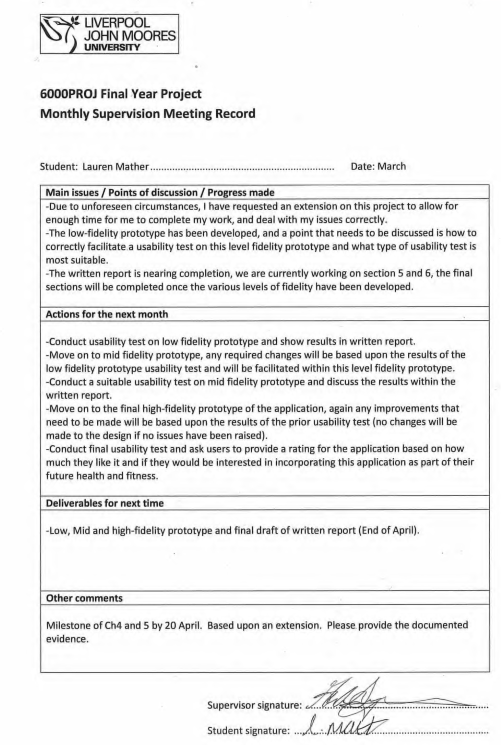 LIVERPOOL
JOHN MOORES
UNIVERSITY
6000PROJ Final Year Project
Monthly Supervision Meeting Record
Student: Lauren Mather.................................................................... Date: March
Main issues / Points of discussion / Progress made
-Due to unforeseen circumstances, I have requested an extension on this project to allow for
enough time for me to complete my work, and deal with my issues correctly.
-The low-fidelity prototype has been developed, and a point that needs to be discussed is how to
correctly facilitate a usability test on this level fidelity prototype and what type of usability test is
most suitable.
-The written report is nearing completion, we are currently working on section 5 and 6, the final
sections will be completed once the various levels of fidelity have been developed.
Actions for the next month
-Conduct usability test on low fidelity prototype and show results in written report.
-Move on to mid fidelity prototype, any required changes will be based upon the results of the
low fidelity prototype usability test and will be facilitated within this level fidelity prototype.
-Conduct a suitable usability test on mid fidelity prototype and discuss the results within the
written report.
-Move on to the final high-fidelity prototype of the application, again any improvements that
need to be made will be based upon the results of the prior usability test (no changes will be
made to the design if no issues have been raised).
-Conduct final usability test and ask users to provide a rating for the application based on how
much they like it and if they would be interested in incorporating this application as part of their
future health and fitness.
Deliverables for next time
-Low, Mid and high-fidelity prototype and final draft of written report (End of April).
Other comments
Milestone of Ch4 and 5 by 20 April. Based upon an extension. Please provide the documented
evidence.
Supervisor signature:
Student signature: